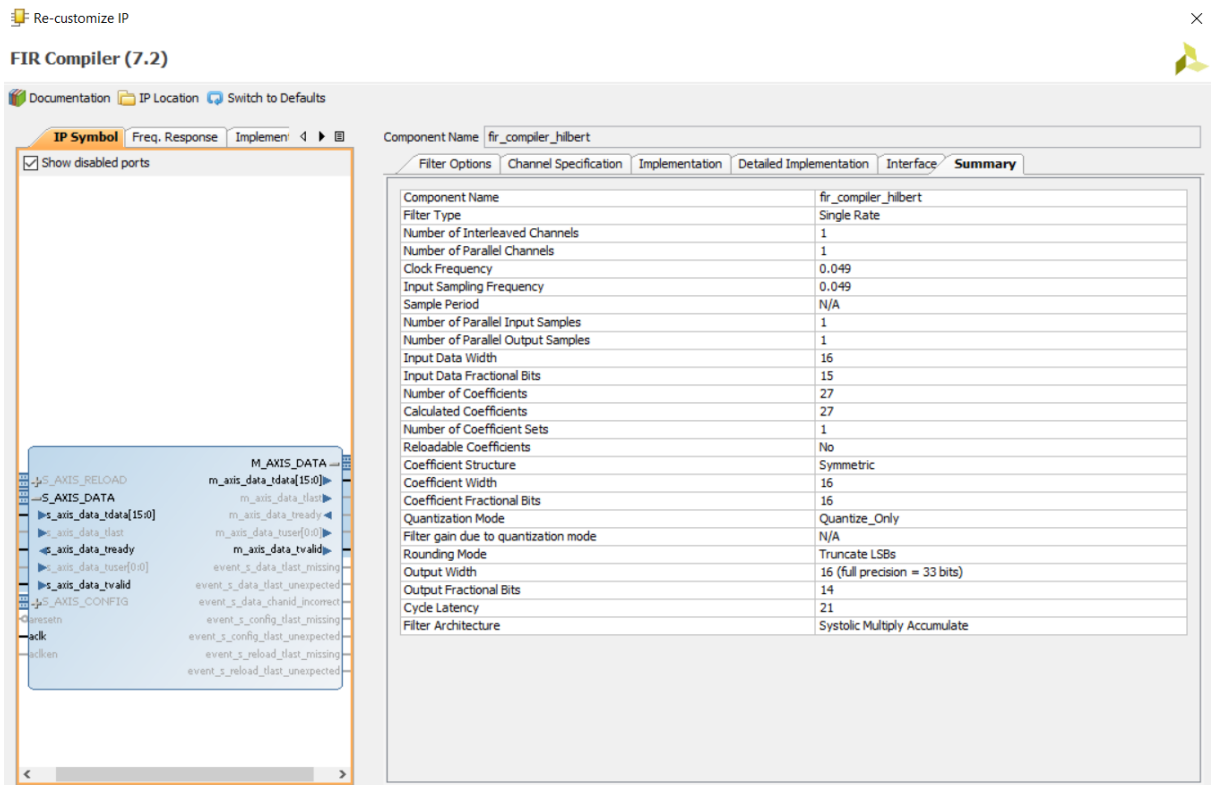 Re-customize IP
FIR Compiler (7.2)
Documentation IP Location Switch to Defaults
IP Symbol Freq. Response Implemen
Show disabled ports
M_AXIS_DATA
S_AXIS_RELOAD m_axis_data_tdata[15:0]
S_AXIS_DATA m_axis_data_tlast
s_axis_data_tdata[15:0] m_axis_data_tready
s_axis_data_tlast m_axis_data_tuser[0:0]
s_axis_data_tready m_axis_data_tvalid
s_axis_data_tuser[0:0] event_s_data_tlast_missing
s_axis_data_tvalid event_s_data_tlast_unexpected
S_AXIS_CONFIG event_s_data_chanid_incorrect
aresetn event_s_config_tlast_missing
aclk event_s_config_tlast_unexpected
aclken event_s_reload_tlast_missing
event_s_reload_tlast_unexpected
Component Name fir_compiler_hilbert
Filter Options Channel Specification Implementation Detailed Implementation Interface Summary
Component Name fir_compiler_hilbert
Filter Type Single Rate
Number of Interleaved Channels 1
Number of Parallel Channels 1
Clock Frequency 0.049
Input Sampling Frequency 0.049
Sample Period N/A
Number of Parallel Input Samples 1
Number of Parallel Output Samples 1
Input Data Width 16
Input Data Fractional Bits 15
Number of Coefficients 27
Calculated Coefficients 27
Number of Coefficient Sets 1
Reloadable Coefficients No
Coefficient Structure Symmetric
Coefficient Width 16
Coefficient Fractional Bits 16
Quantization Mode Quantize_Only
Filter gain due to quantization mode N/A
Rounding Mode Truncate LSBs
Output Width 16 (full precision = 33 bits)
Output Fractional Bits 14
Cycle Latency 21
Filter Architecture Systolic Multiply Accumulate